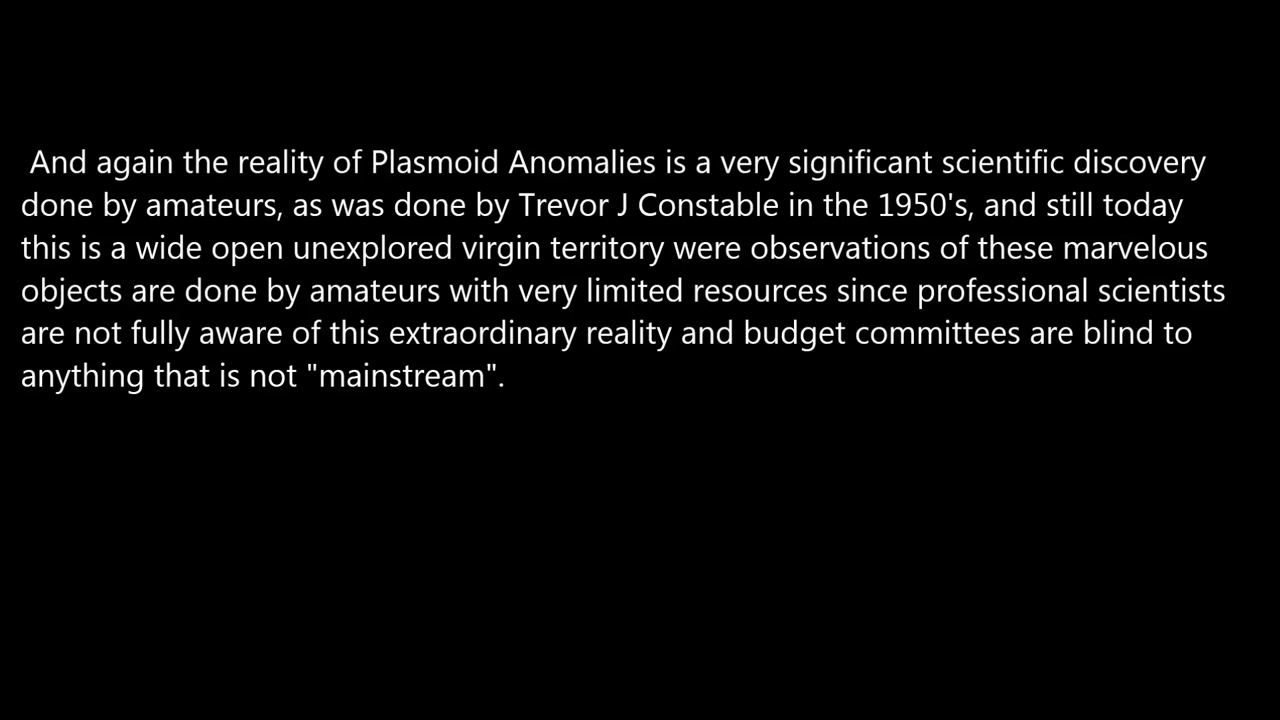 And again the reality of Plasmoid Anomalies is a very significant scientific discovery
done by amateurs, as was done by Trevor J Constable in the 1950's, and still today
this is a wide open unexplored virgin territory were observations of these marvelous
objects are done by amateurs with very limited resources since professional scientists
are not fully aware of this extraordinary reality and budget committees are blind to
anything that is not "mainstream".